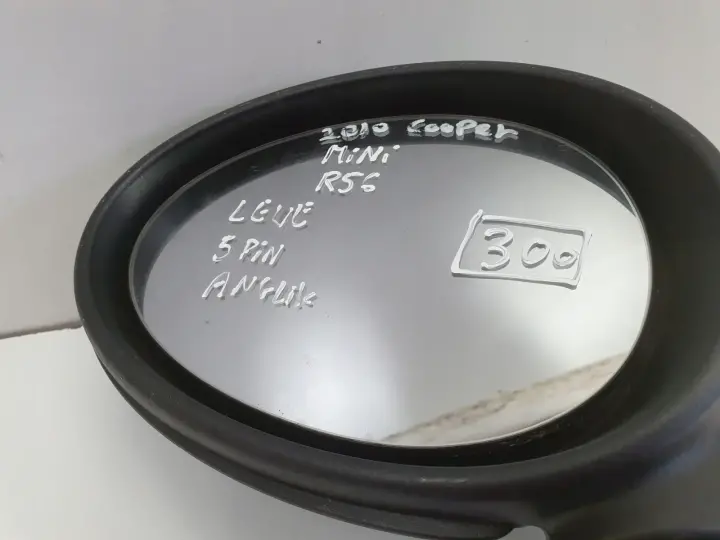 2010 Cooper
MiNi
R56
LEWE
5 PiN
ANGLik
300